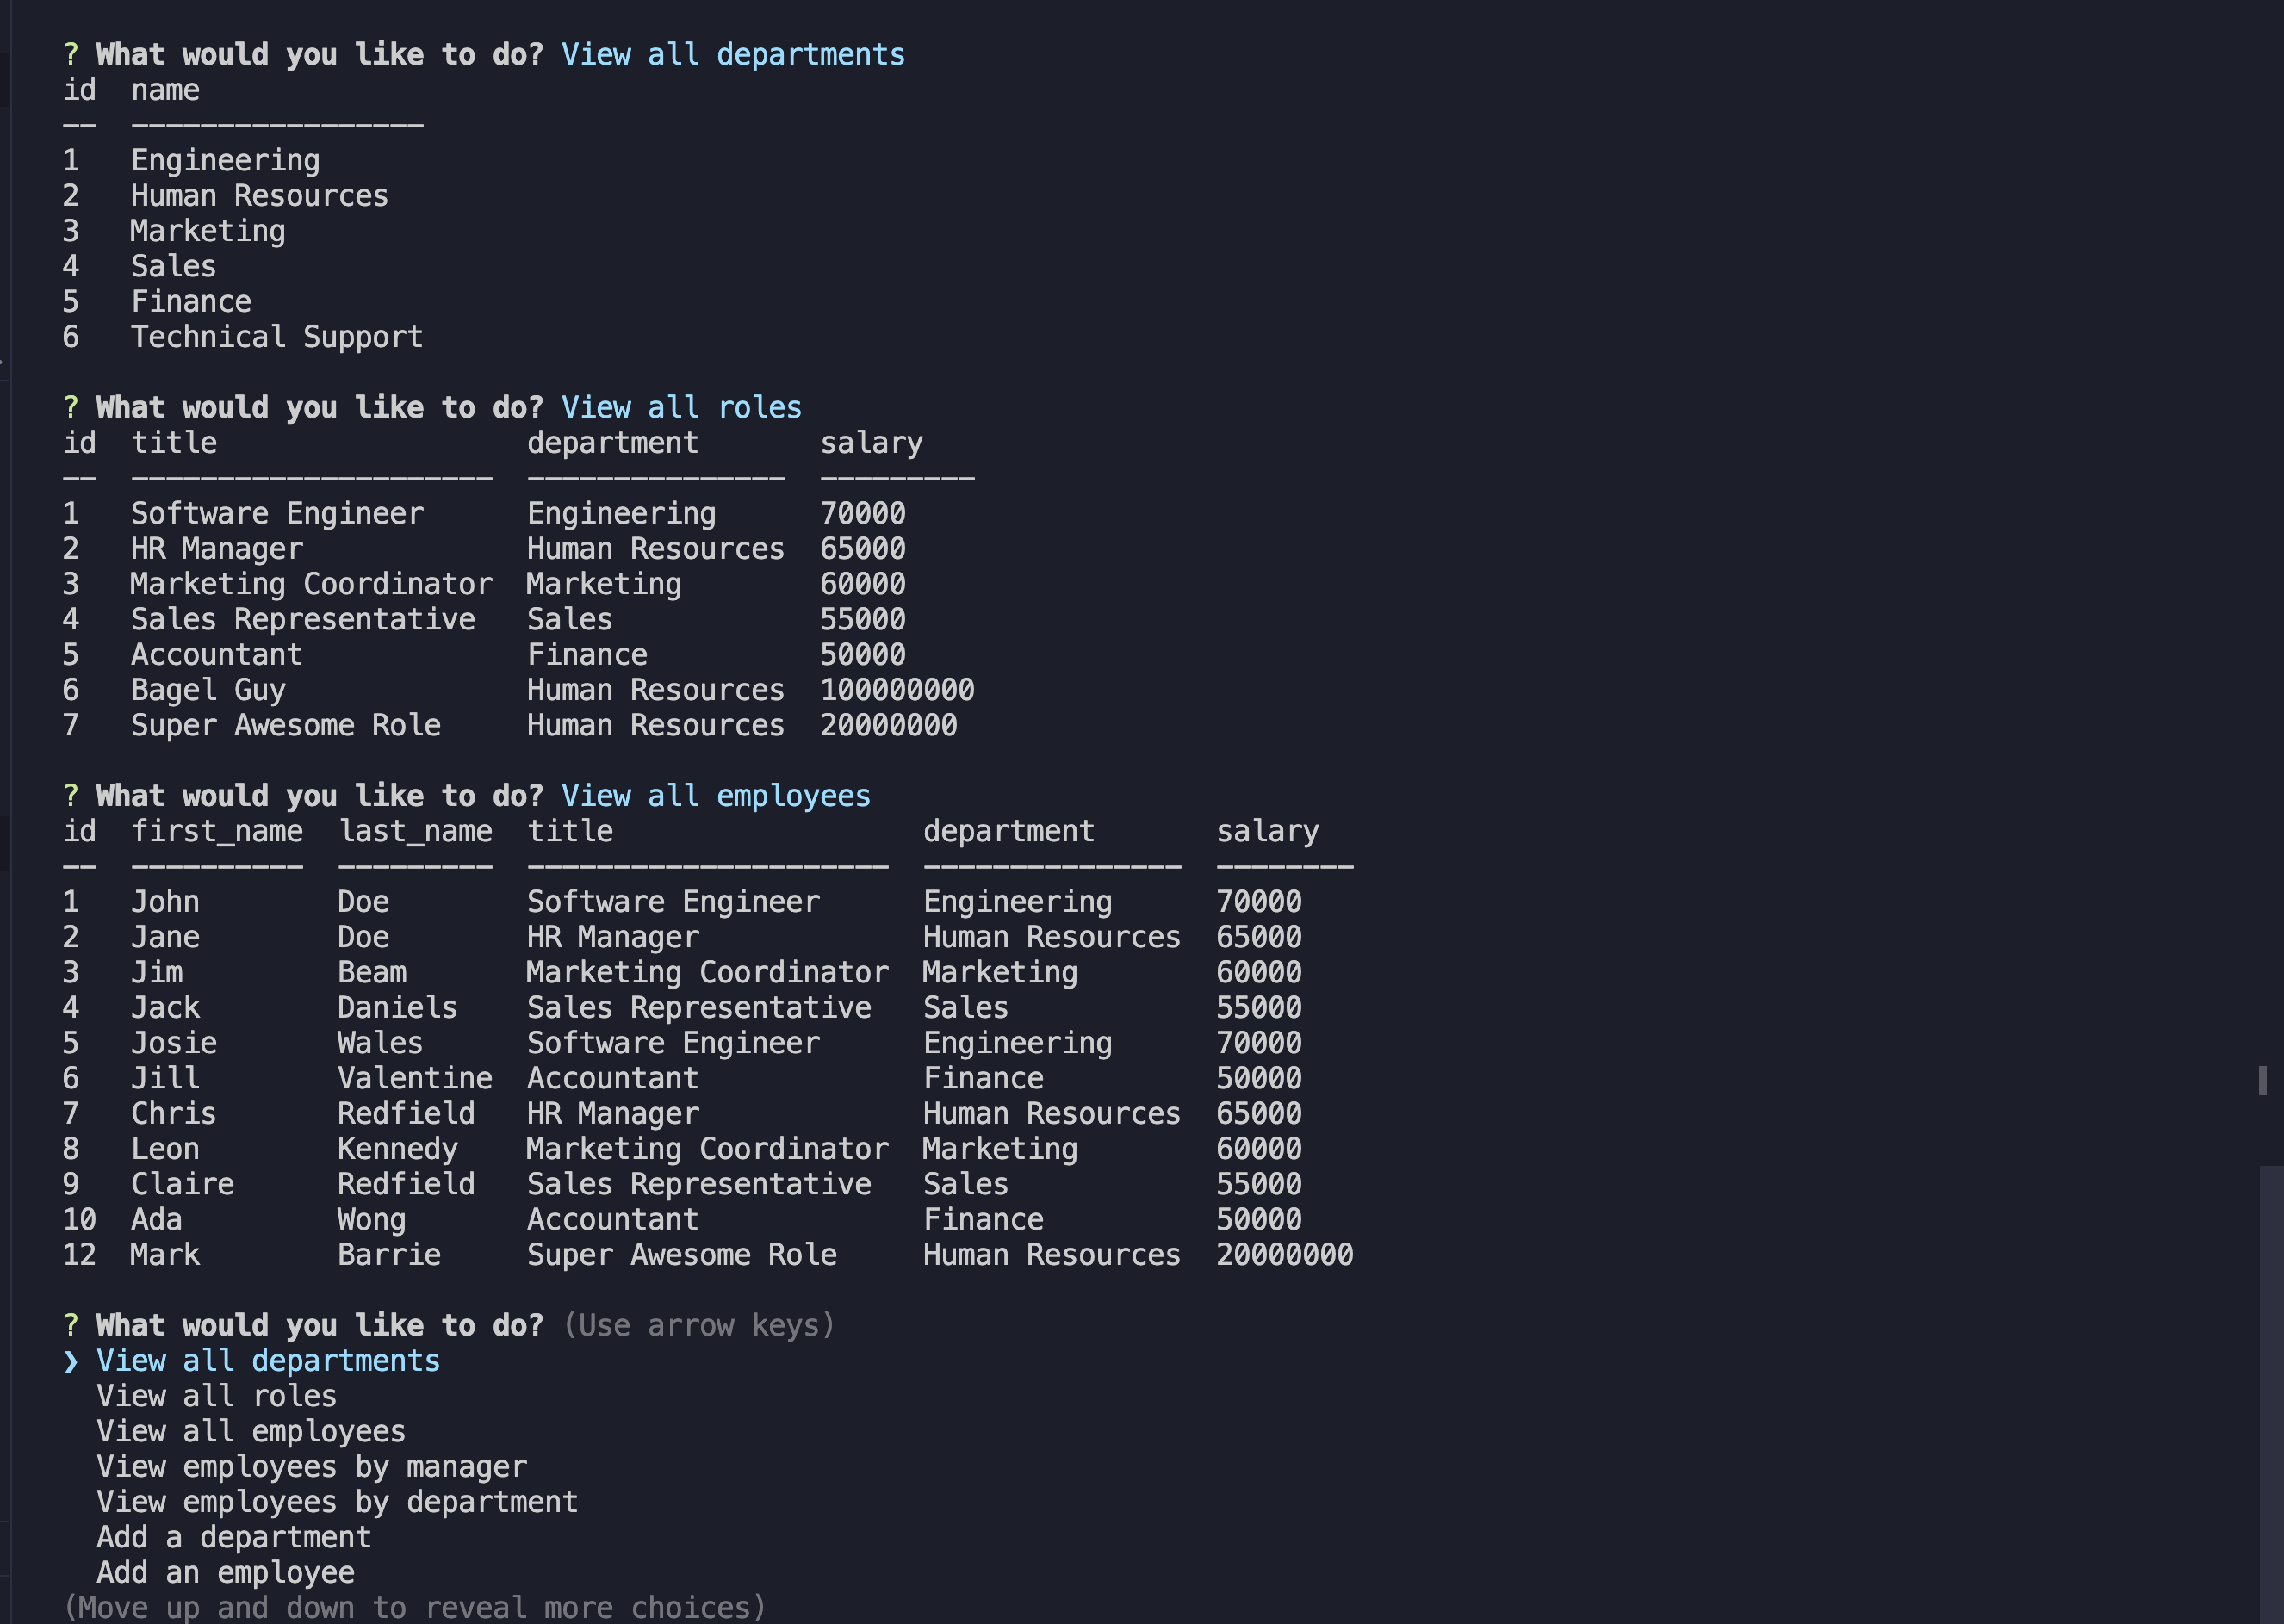 ? What would you like to do? View all departments
id  name
--  -----------------
1   Engineering
2   Human Resources
3   Marketing
4   Sales
5   Finance
6   Technical Support
? What would you like to do? View all roles
id  title                  department       salary
--  ---------------------  ---------------  ---------
1   Software Engineer      Engineering      70000
2   HR Manager             Human Resources  65000
3   Marketing Coordinator  Marketing        60000
4   Sales Representative   Sales            55000
5   Accountant             Finance          50000
6   Bagel Guy              Human Resources  100000000
7   Super Awesome Role     Human Resources  20000000
? What would you like to do? View all employees
id  first_name  last_name  title                  department       salary
--  ----------  ---------  ---------------------  ---------------  --------
1   John        Doe        Software Engineer      Engineering      70000
2   Jane        Doe        HR Manager             Human Resources  65000
3   Jim         Beam       Marketing Coordinator  Marketing        60000
4   Jack        Daniels    Sales Representative   Sales            55000
5   Josie       Wales      Software Engineer      Engineering      70000
6   Jill        Valentine  Accountant             Finance          50000
7   Chris       Redfield   HR Manager             Human Resources  65000
8   Leon        Kennedy    Marketing Coordinator  Marketing        60000
9   Claire      Redfield   Sales Representative   Sales            55000
10  Ada         Wong       Accountant             Finance          50000
12  Mark        Barrie     Super Awesome Role     Human Resources  20000000
? What would you like to do? (Use arrow keys)
❯ View all departments
  View all roles
  View all employees
  View employees by manager
  View employees by department
  Add a department
  Add an employee
(Move up and down to reveal more choices)